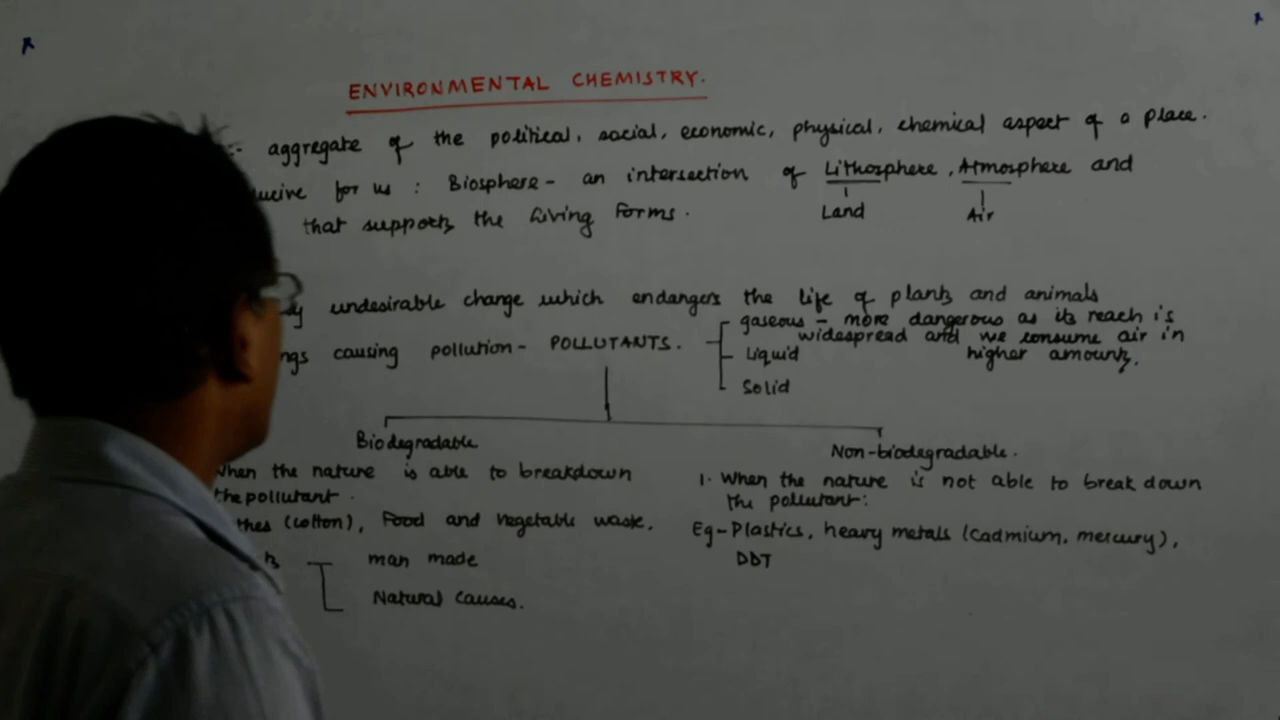 ENVIRONMENTAL CHEMISTRY.
:- aggregate of the political, social, economic, physical, chemical aspect of a place.
for us : Biosphere - an intersection of Lithosphere, Atmosphere and
Land
Air
that supports the living forms.
undesirable change which endangers the life of plants and animals
causing pollution - POLLUTANTS.
gaseous - more dangerous as its reach is
widespread and we consume air in
higher amounts.
Liquid
Solid
Biodegradable
Non-biodegradable.
When the nature is able to breakdown
the pollutant.
1. When the nature is not able to break down
the pollutant:
(cotton), Food and vegetable waste.
Eg - Plastics, heavy metals (cadmium, mercury),
DDT
man made
Natural causes.